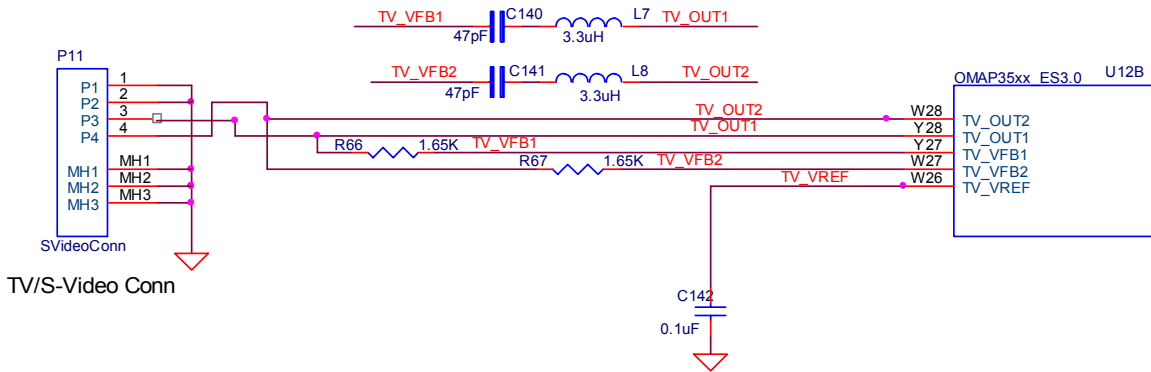 TV_VFB1 C140 L7 TV_OUT1
47pF 3.3uH
TV_VFB2 C141 L8 TV_OUT2
47pF 3.3uH
P11
P1 1
P2 2
P3 3
P4 4
MH1 MH1
MH2 MH2
MH3 MH3
SVideoConn
TV/S-Video Conn
R66 1.65K TV_VFB1
R67 1.65K TV_VFB2
TV_OUT2
TV_OUT1
TV_VREF
C142
0.1uF
OMAP35xx_ES3.0 U12B
W28 TV_OUT2
Y28 TV_OUT1
Y27 TV_VFB1
W27 TV_VFB2
W26 TV_VREF